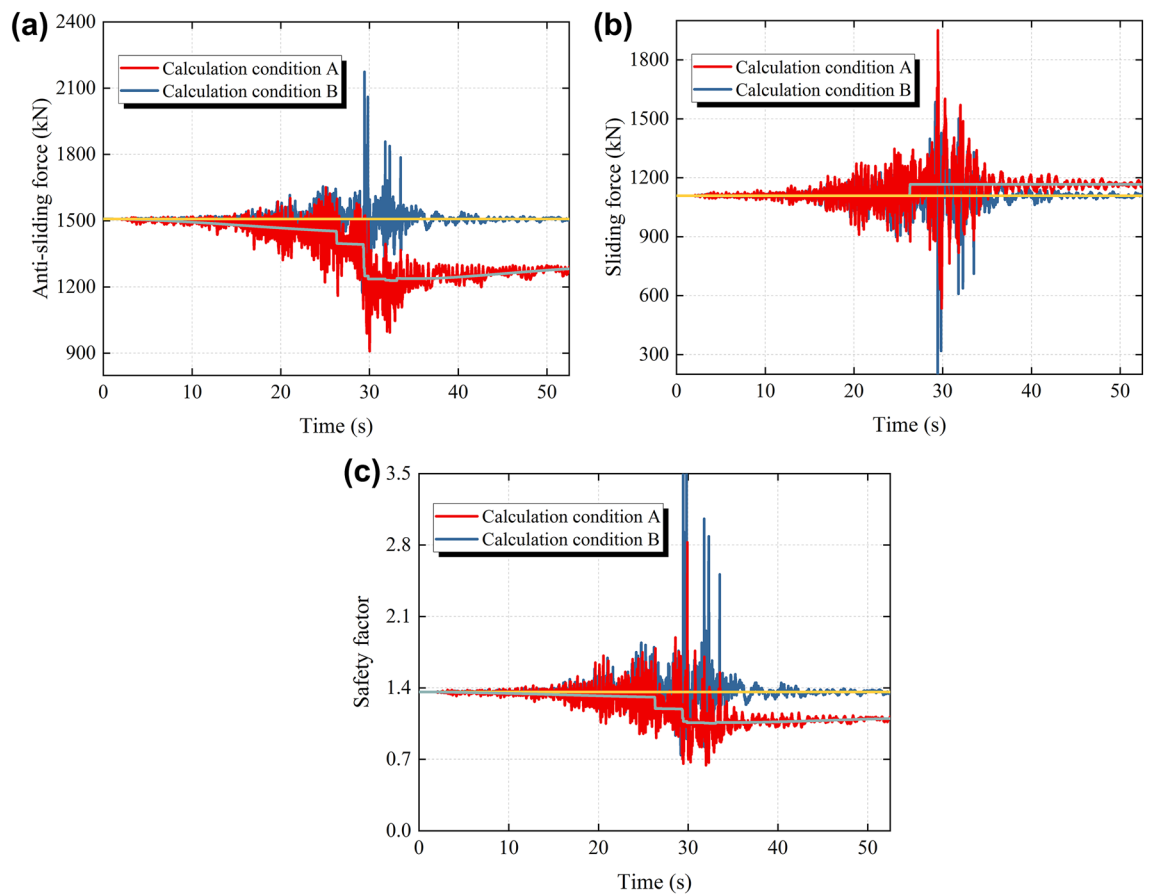 (a)
2400
2100
1800
1500
1200
900
Anti-sliding force (kN)
Calculation condition A
Calculation condition B
0 10 20 30 40 50
Time (s)
(b)
1800
1500
1200
900
600
300
Sliding force (kN)
Calculation condition A
Calculation condition B
0 10 20 30 40 50
Time (s)
(c)
3.5
2.8
2.1
1.4
0.7
0.0
Safety factor
Calculation condition A
Calculation condition B
0 10 20 30 40 50
Time (s)